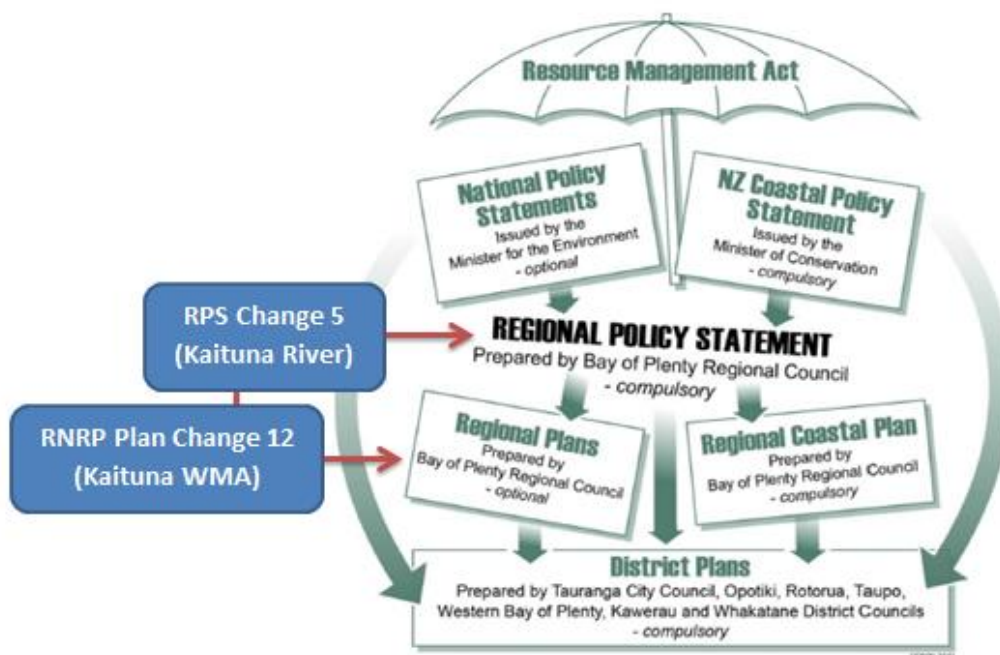 Resource Management Act
National Policy
Statements
Issued by the
Minister for the Environment
- optional
NZ Coastal Policy
Statement
Issued by the
Minister of Conservation
- compulsory
RPS Change 5
(Kaituna River)
REGIONAL POLICY STATEMENT
Prepared by Bay of Plenty Regional Council
- compulsory
RNRP Plan Change 12
(Kaituna WMA)
Regional Plans
Prepared by
Bay of Plenty Regional Council
- optional
Regional Coastal Plan
Prepared by
Bay of Plenty Regional Council
- compulsory
District Plans
Prepared by Tauranga City Council, Opotiki, Rotorua, Taupo,
Western Bay of Plenty, Kawerau and Whakatane District Councils
- compulsory